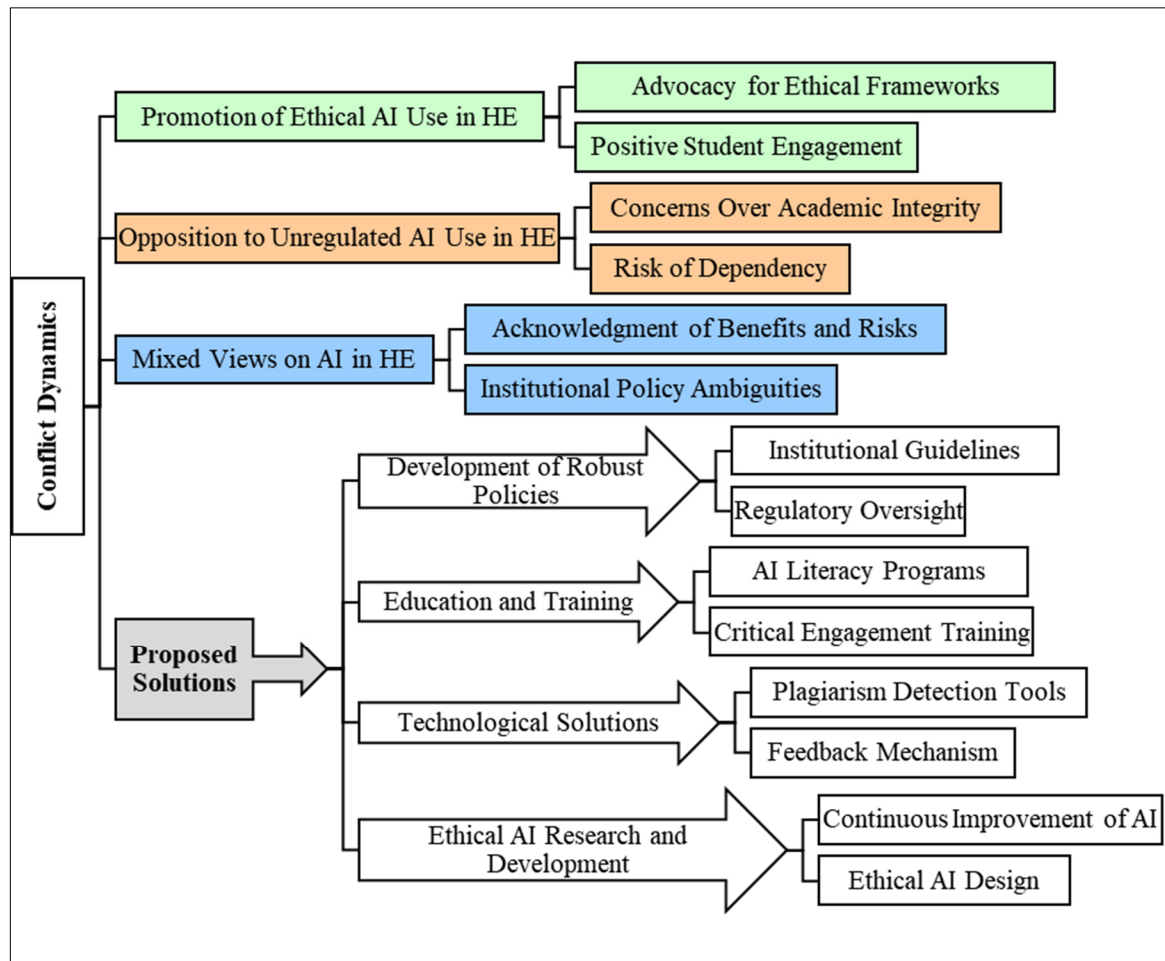 Conflict Dynamics
Promotion of Ethical AI Use in HE
Advocacy for Ethical Frameworks
Positive Student Engagement
Opposition to Unregulated AI Use in HE
Concerns Over Academic Integrity
Risk of Dependency
Mixed Views on AI in HE
Acknowledgment of Benefits and Risks
Institutional Policy Ambiguities
Proposed
Solutions
Development of Robust
Policies
Institutional Guidelines
Regulatory Oversight
Education and Training
AI Literacy Programs
Critical Engagement Training
Technological Solutions
Plagiarism Detection Tools
Feedback Mechanism
Ethical AI Research and
Development
Continuous Improvement of AI
Ethical AI Design